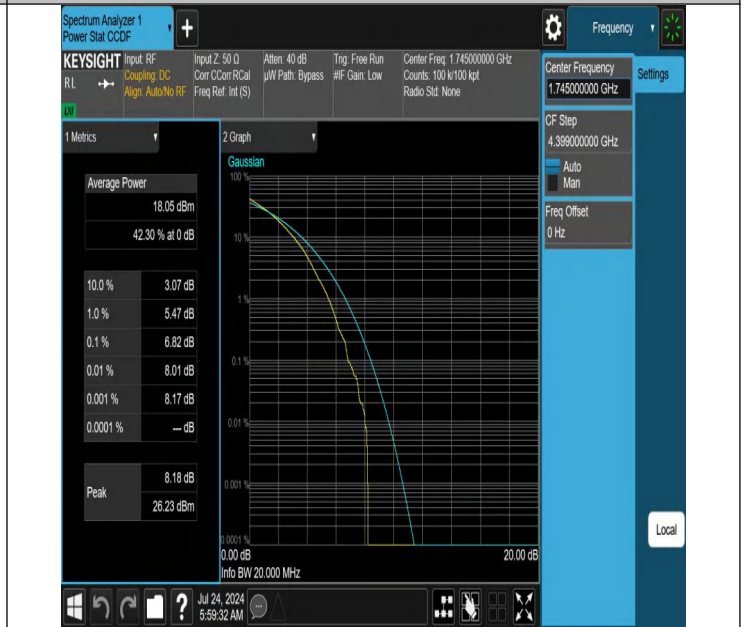 Spectrum Analyzer 1
Power Stat CCDF
+
Frequency
KEYSIGHT
RL
LXI
Input: RF
Coupling: DC
Align: Auto/No RF
Input Z: 50 Ω
Corr CCorr RCal
Freq Ref: Int (S)
Atten: 40 dB
µW Path: Bypass
Trig: Free Run
#IF Gain: Low
Center Freq: 1.745000000 GHz
Counts: 100 k/100 kpt
Radio Std: None
Center Frequency
1.745000000 GHz
Settings
CF Step
4.399000000 GHz
Auto
Man
Freq Offset
0 Hz
Local
1 Metrics
Average Power
18.05 dBm
42.30 % at 0 dB
10.0 % 3.07 dB
1.0 % 5.47 dB
0.1 % 6.82 dB
0.01 % 8.01 dB
0.001 % 8.17 dB
0.0001 % --- dB
Peak
8.18 dB
26.23 dBm
2 Graph
Gaussian
100 %
10 %
1 %
0.1 %
0.01 %
0.001 %
0.0001 %
0.00 dB 20.00 dB
Info BW 20.000 MHz
?
Jul 24, 2024
5:59:32 AM